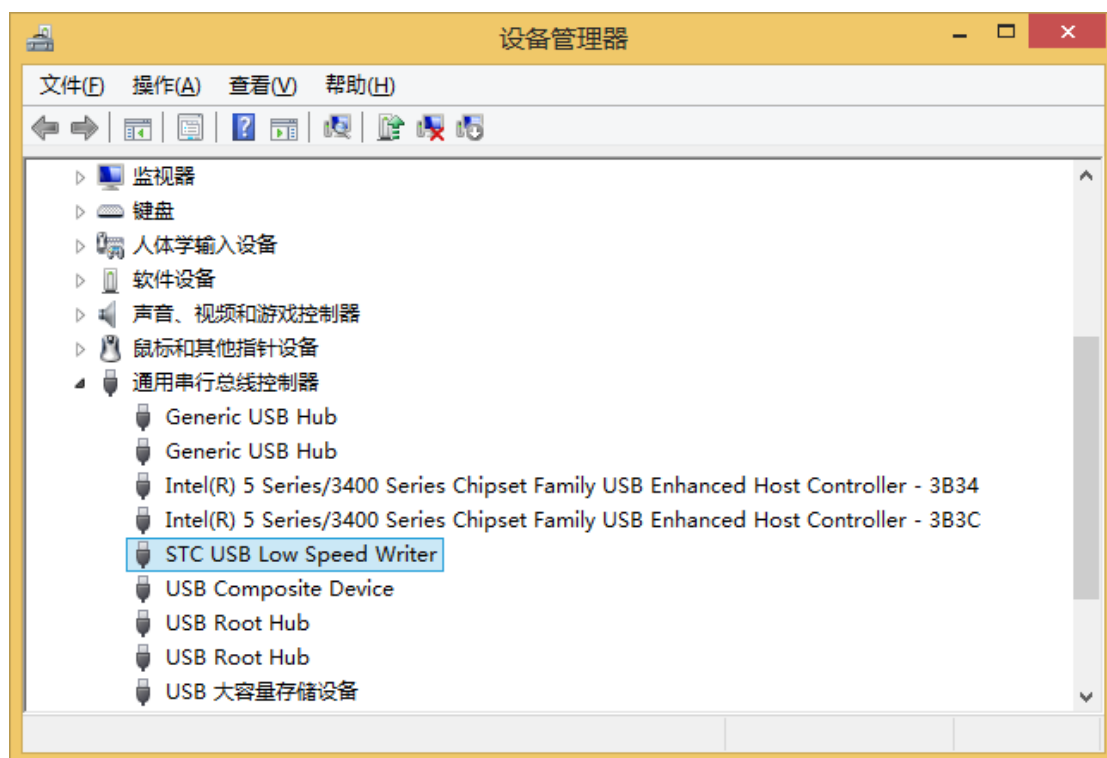 设备管理器
文件(F) 操作(A) 查看(V) 帮助(H)
监视器
键盘
人体学输入设备
软件设备
声音、视频和游戏控制器
鼠标和其他指针设备
通用串行总线控制器
Generic USB Hub
Generic USB Hub
Intel(R) 5 Series/3400 Series Chipset Family USB Enhanced Host Controller - 3B34
Intel(R) 5 Series/3400 Series Chipset Family USB Enhanced Host Controller - 3B3C
STC USB Low Speed Writer
USB Composite Device
USB Root Hub
USB Root Hub
USB 大容量存储设备